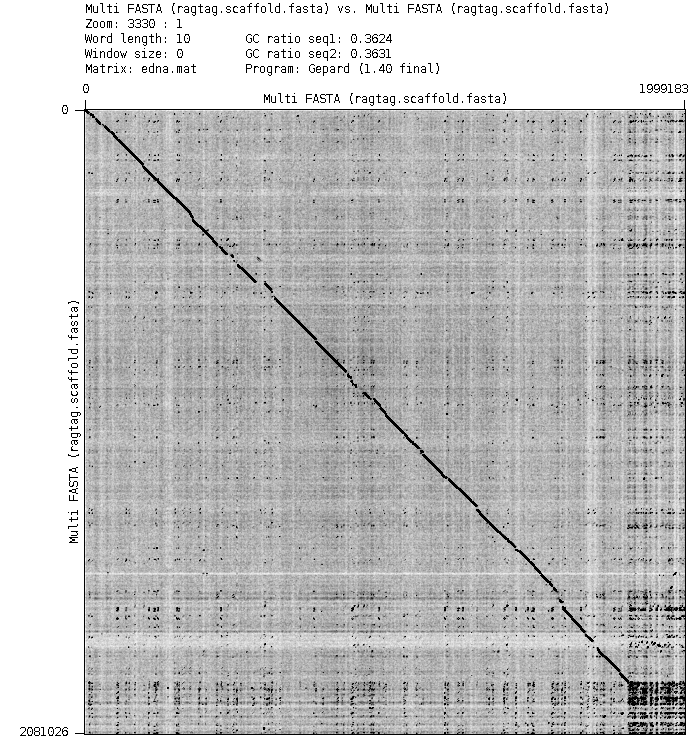 Multi FASTA (ragtag.scaffold.fasta) vs. Multi FASTA (ragtag.scaffold.fasta)
Zoom: 3330 : 1
Word length: 10 GC ratio seq1: 0.3624
Window size: 0 GC ratio seq2: 0.3631
Matrix: edna.mat Program: Gepard (1.40 final)
0 1999183
Multi FASTA (ragtag.scaffold.fasta)
0
Multi FASTA (ragtag.scaffold.fasta)
2081026